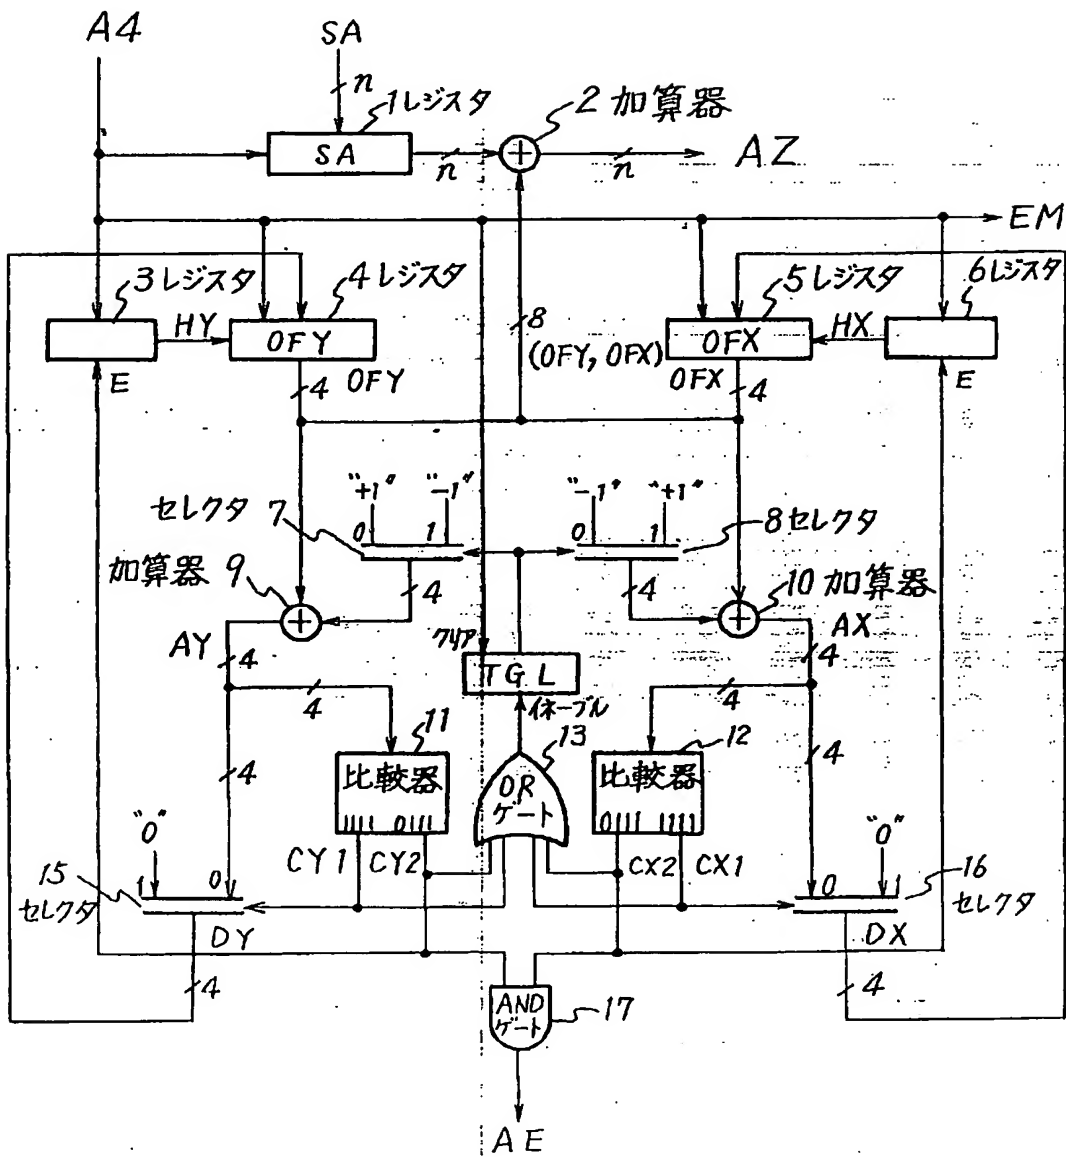 A4
SA
n
1レジスタ
2 加算器
SA
n
n
AZ
EM
3レジスタ
4レジスタ
5レジスタ
6レジスタ
HY
OFY
8
OFX
HX
(OFY, OFX)
E
4
OFY
OFX
4
E
"+1"
"-1"
"-1"
"+1"
セレクタ 7
0
1
0
1
8セレクタ
加算器 9
4
4
10 加算器
AY
4
クリア
AX
4
TGL
4
イネーブル
4
11
13
12
4
比較器
OR
ゲート
比較器
4
1111
0111
0111
1111
"0"
CY1
CY2
CX2
CX1
"0"
15
セレクタ
1
0
0
1
16
セレクタ
DY
DX
4
AND
ゲート
17
4
AE